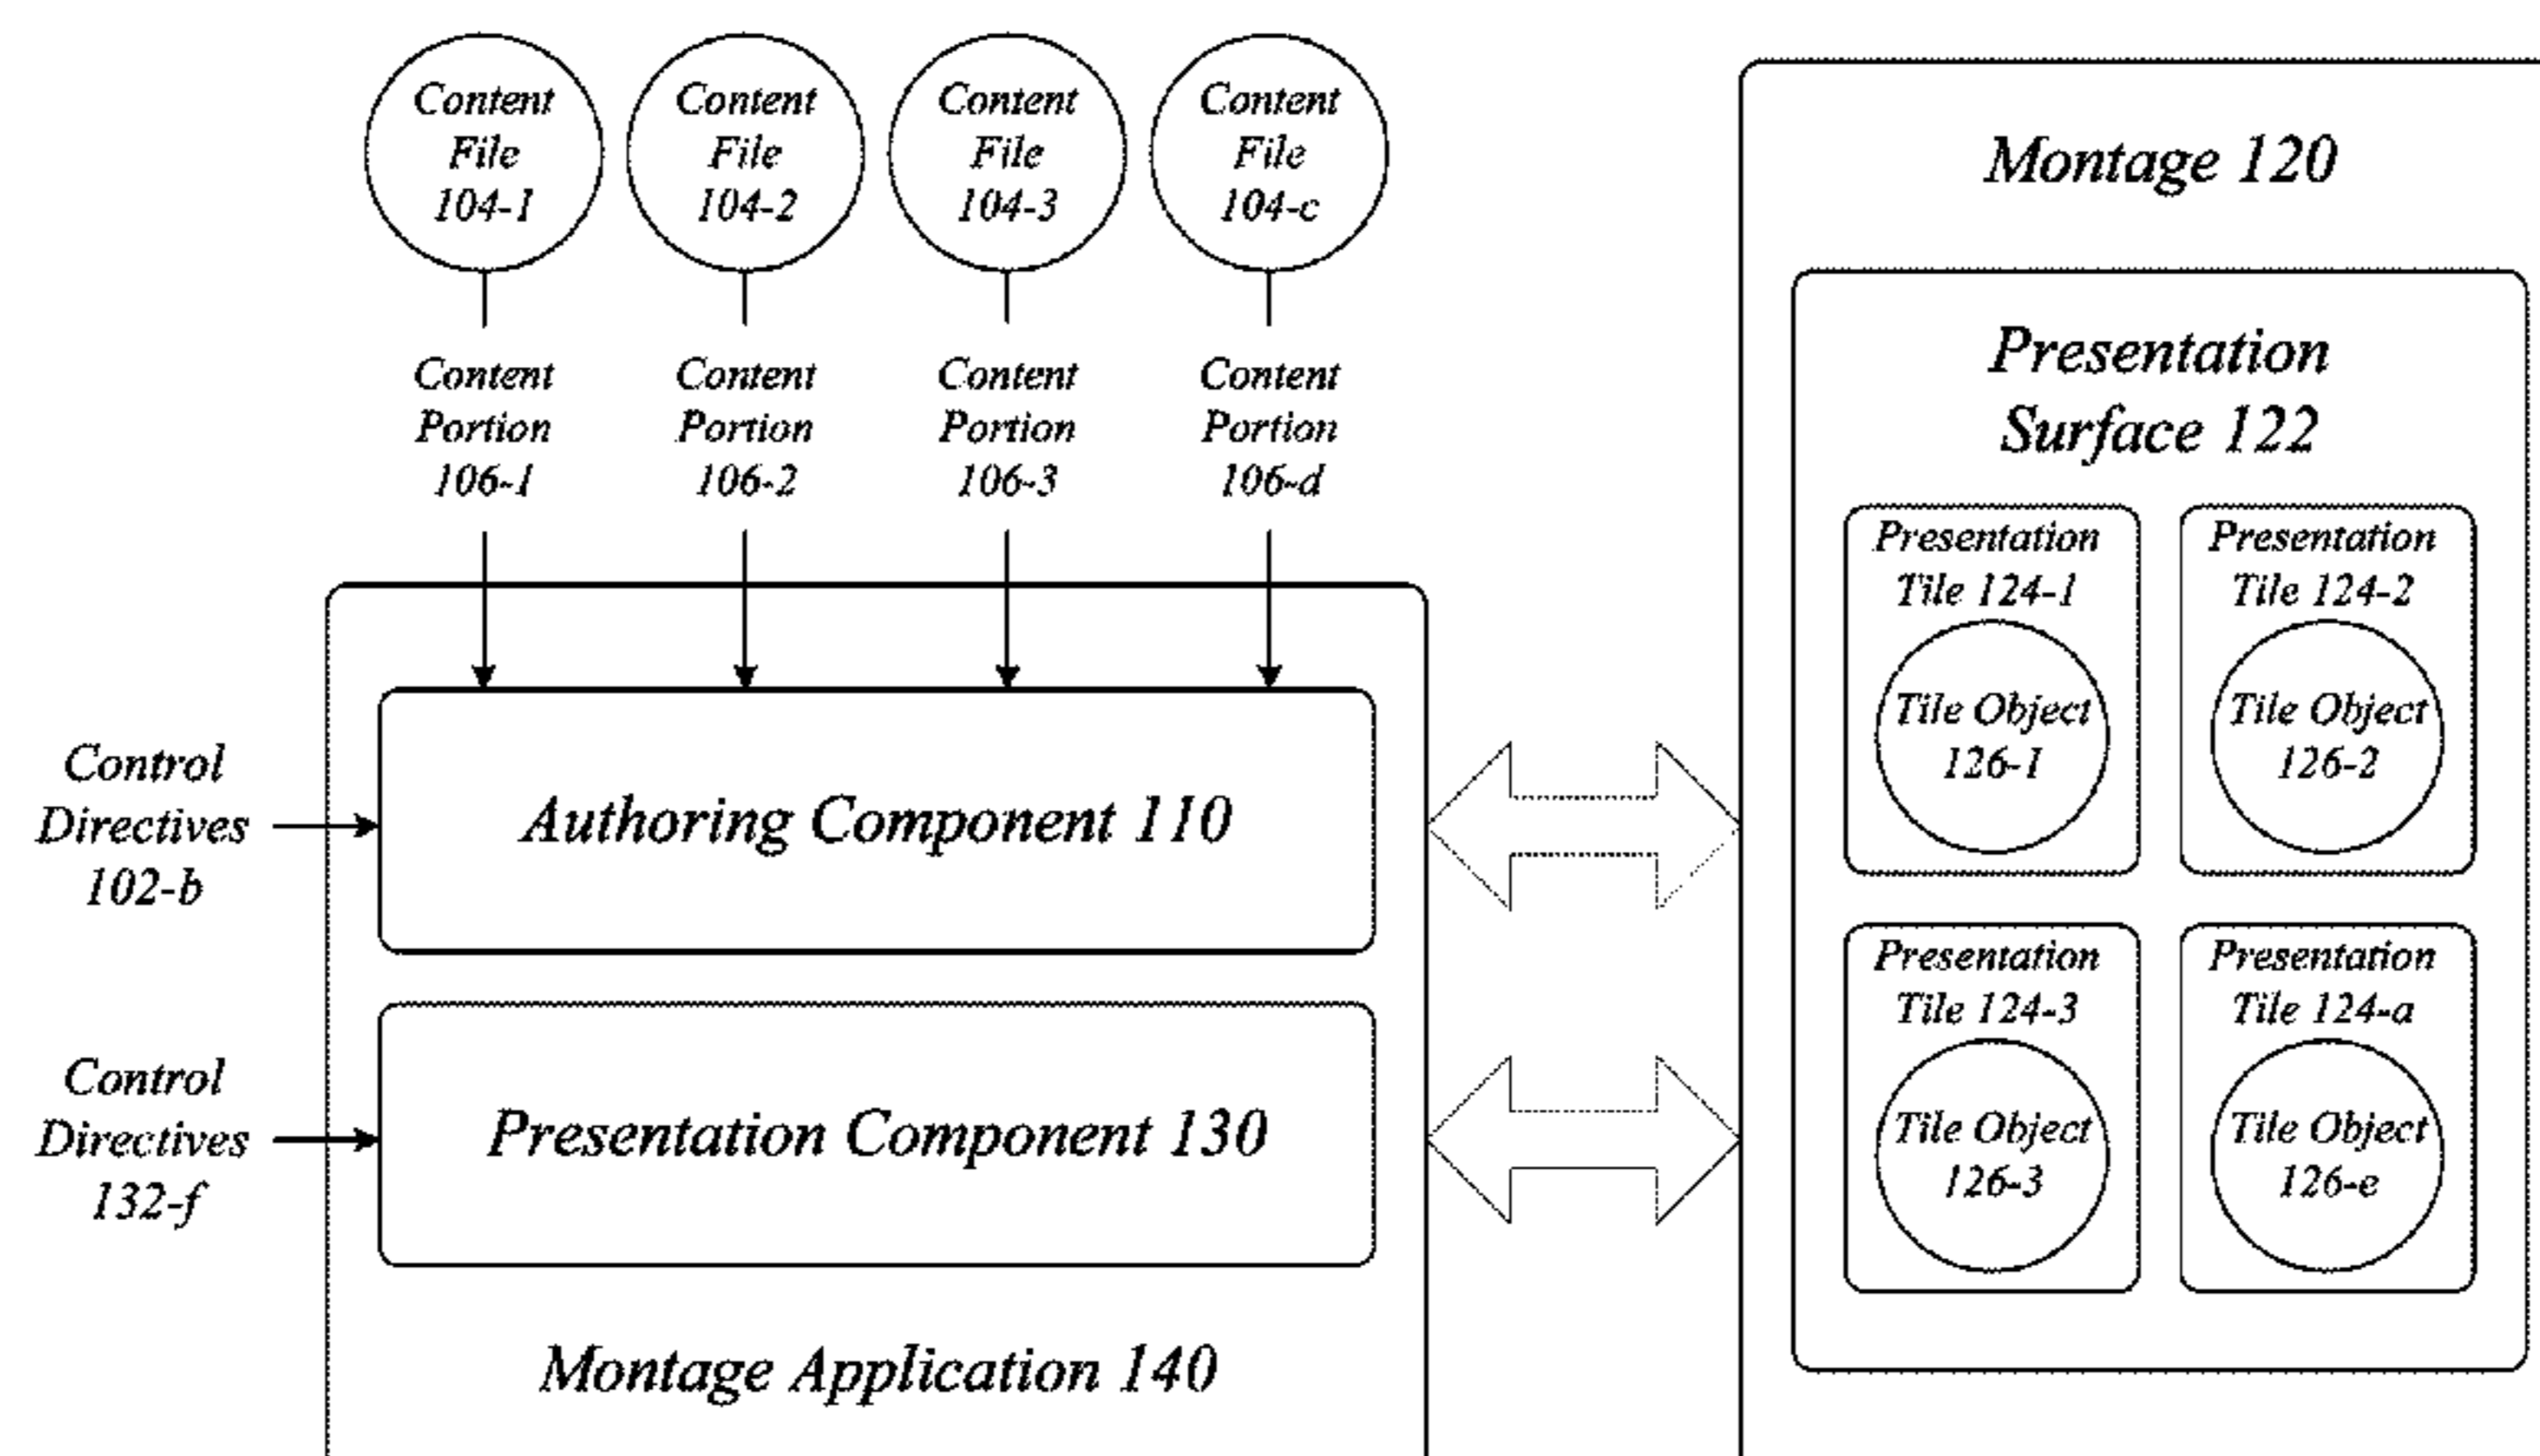 Content
File
104-1
Content
File
104-2
Content
File
104-3
Content
File
104-c
Content
Portion
106-1
Content
Portion
106-2
Content
Portion
106-3
Content
Portion
106-d
Control
Directives
102-b
Authoring Component 110
Control
Directives
132-f
Presentation Component 130
Montage Application 140
Montage 120
Presentation
Surface 122
Presentation
Tile 124-1
Tile Object
126-1
Presentation
Tile 124-2
Tile Object
126-2
Presentation
Tile 124-3
Tile Object
126-3
Presentation
Tile 124-a
Tile Object
126-e